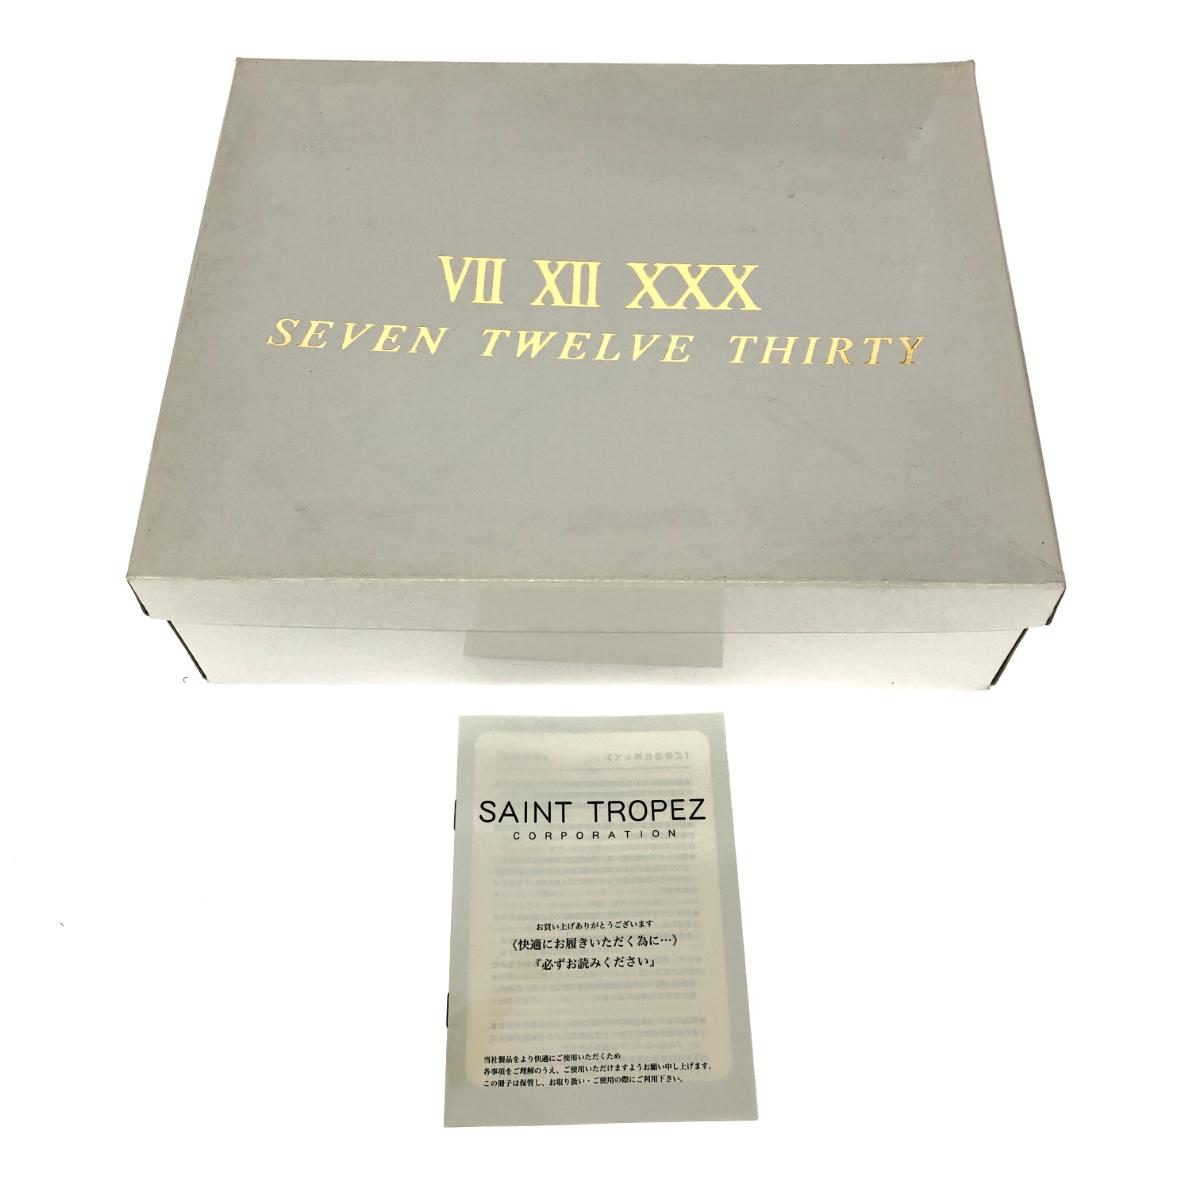 VII XII XXX
SEVEN TWELVE THIRTY
SAINT TROPEZ
CORPORATION
お買い上げありがとうございます
《快適にお履きいただく為に…》
『必ずお読みください』
当社製品をより快適にご使用いただくため
各事項をご理解のうえ、ご使用いただけますようお願い申し上げます。
この冊子は保管し、お取り扱い・ご使用の際にご利用下さい。